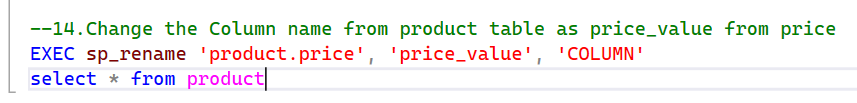 --14.Change the Column name from product table as price_value from price
EXEC sp_rename 'product.price', 'price_value', 'COLUMN'
select * from product